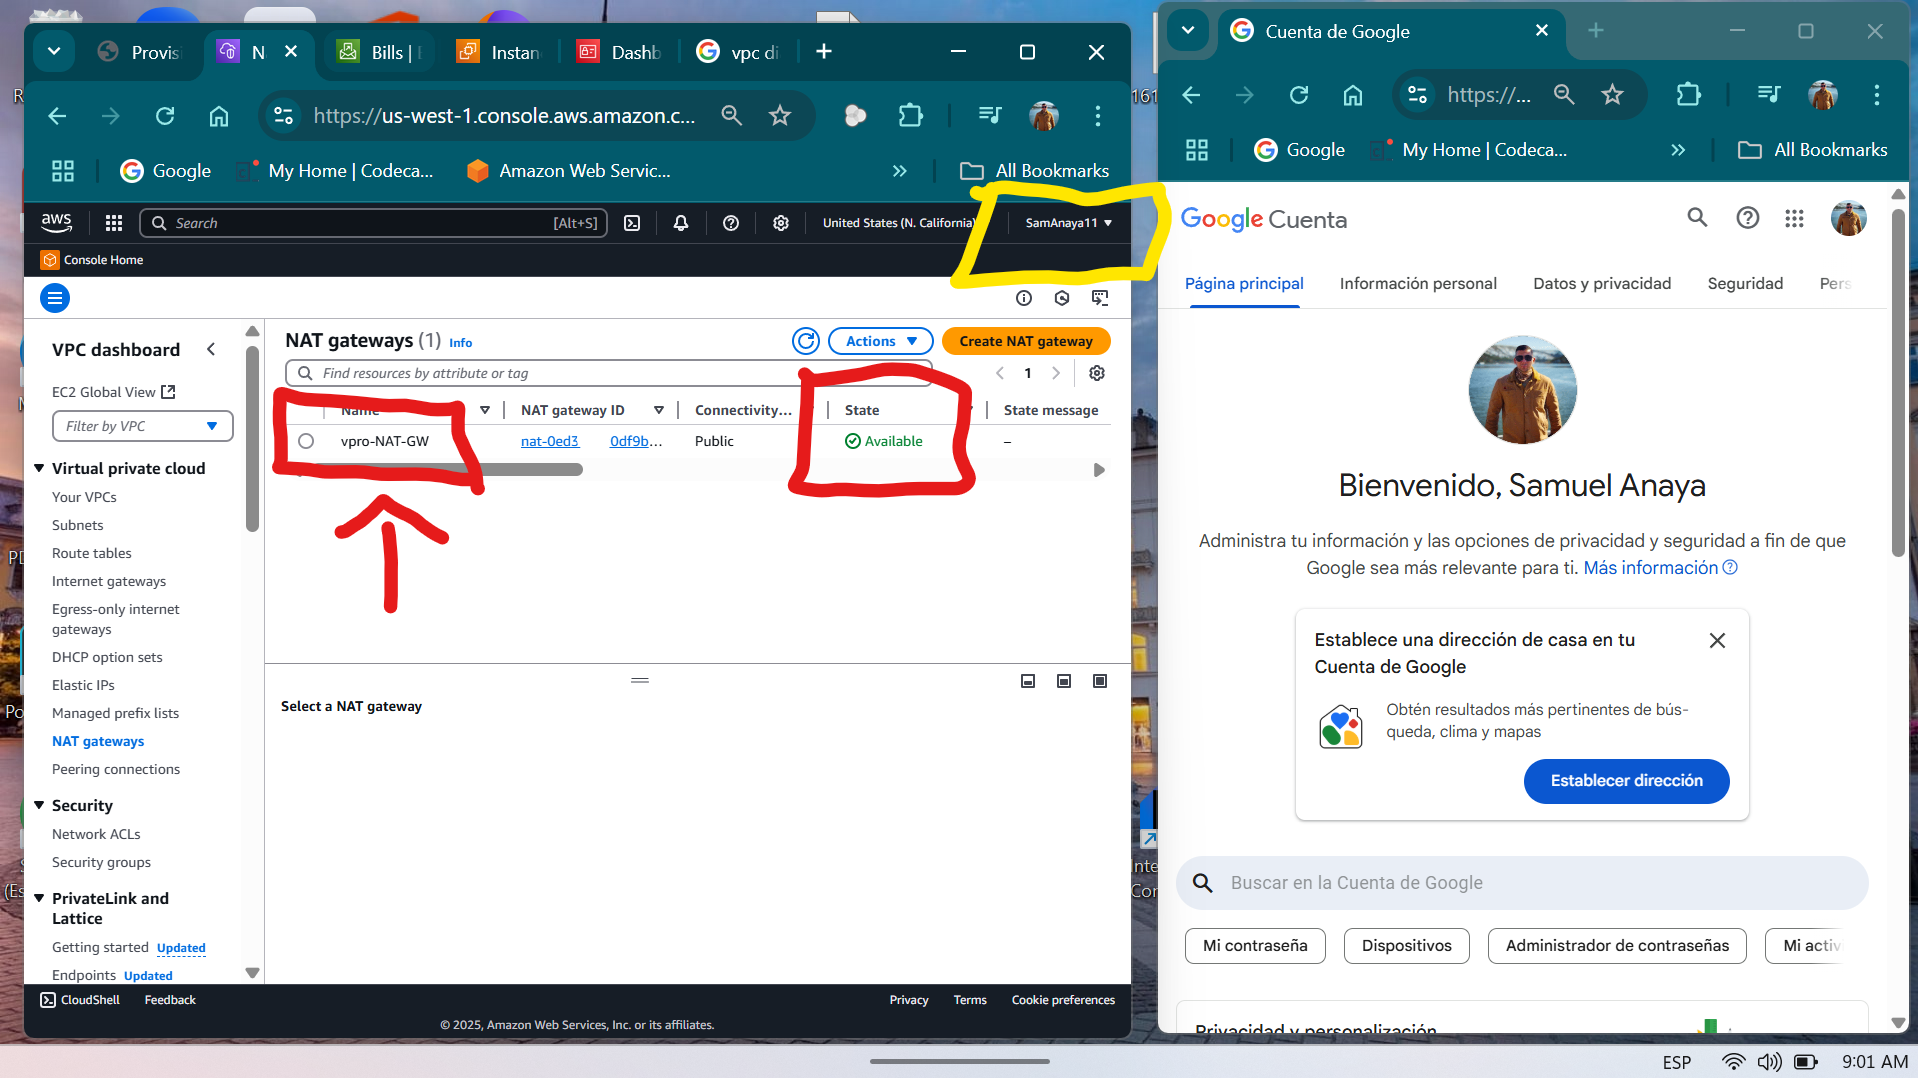 Provis
N
Bills |
Instan
Dashb
vpc di
https://us-west-1.console.aws.amazon.c...
Google
My Home | Codeca...
Amazon Web Servic...
All Bookmarks
aws
Search
[Alt+S]
United States (N. California)
SamAnaya11
Console Home
VPC dashboard
EC2 Global View
Filter by VPC
Virtual private cloud
Your VPCs
Subnets
Route tables
Internet gateways
Egress-only internet
gateways
DHCP option sets
Elastic IPs
Managed prefix lists
NAT gateways
Peering connections
Security
Network ACLs
Security groups
PrivateLink and
Lattice
Getting started Updated
Endpoints Updated
NAT gateways (1) Info
Actions
Create NAT gateway
Find resources by attribute or tag
1
Name
NAT gateway ID
Connectivity...
State
State message
vpro-NAT-GW
nat-0ed3
0df9b...
Public
Available
–
Select a NAT gateway
CloudShell
Feedback
Privacy
Terms
Cookie preferences
© 2025, Amazon Web Services, Inc. or its affiliates.
Cuenta de Google
https://...
Google
My Home | Codeca...
All Bookmarks
Google Cuenta
Página principal
Información personal
Datos y privacidad
Seguridad
Pers
Bienvenido, Samuel Anaya
Administra tu información y las opciones de privacidad y seguridad a fin de que
Google sea más relevante para ti. Más información
Establece una dirección de casa en tu
Cuenta de Google
Obtén resultados más pertinentes de bús-
queda, clima y mapas
Establecer dirección
Buscar en la Cuenta de Google
Mi contraseña
Dispositivos
Administrador de contraseñas
Mi activ
Privacidad y personalización
161
Inte
Cor
ESP
9:01 AM